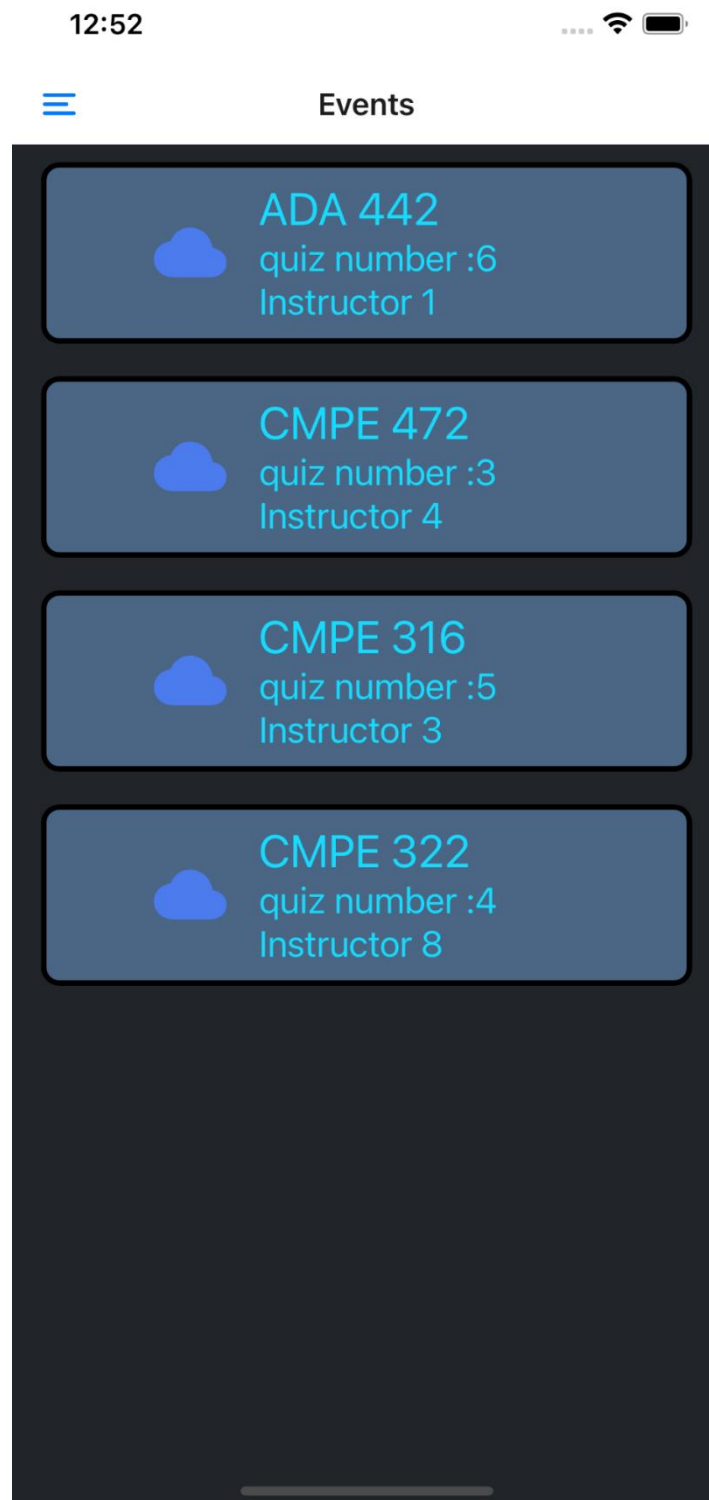 12:52
Events
ADA 442
quiz number :6
Instructor 1
CMPE 472
quiz number :3
Instructor 4
CMPE 316
quiz number :5
Instructor 3
CMPE 322
quiz number :4
Instructor 8